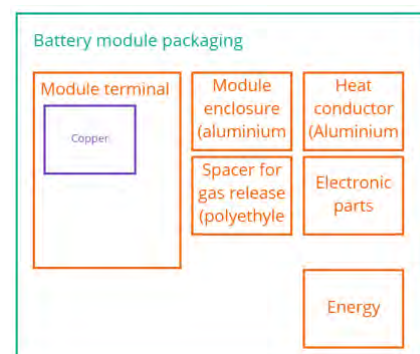 Battery module packaging
Module terminal
Copper
Module
enclosure
(aluminium
Heat
conductor
(Aluminium
Spacer for
gas release
(polyethyle
Electronic
parts
Energy